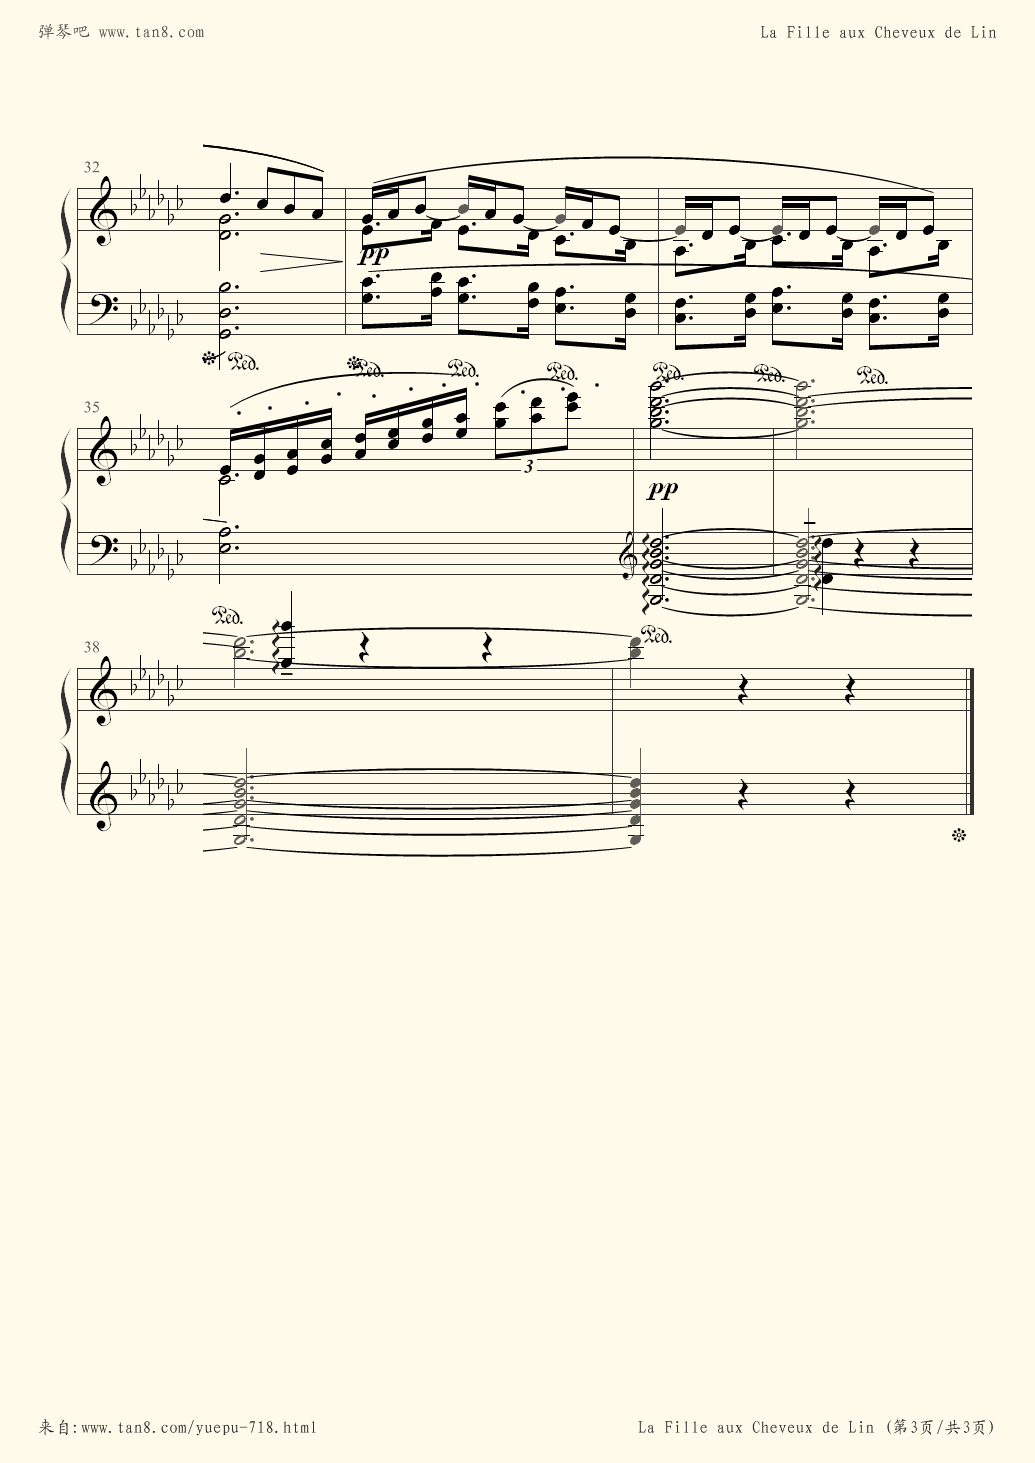 弹琴吧 www.tan8.com
La Fille aux Cheveux de Lin
32
pp
Ped. Ped. Ped. Ped. Ped. Ped. Ped.
35
3
pp
Ped. Ped.
38
来自:www.tan8.com/yuepu-718.html
La Fille aux Cheveux de Lin (第3页/共3页)